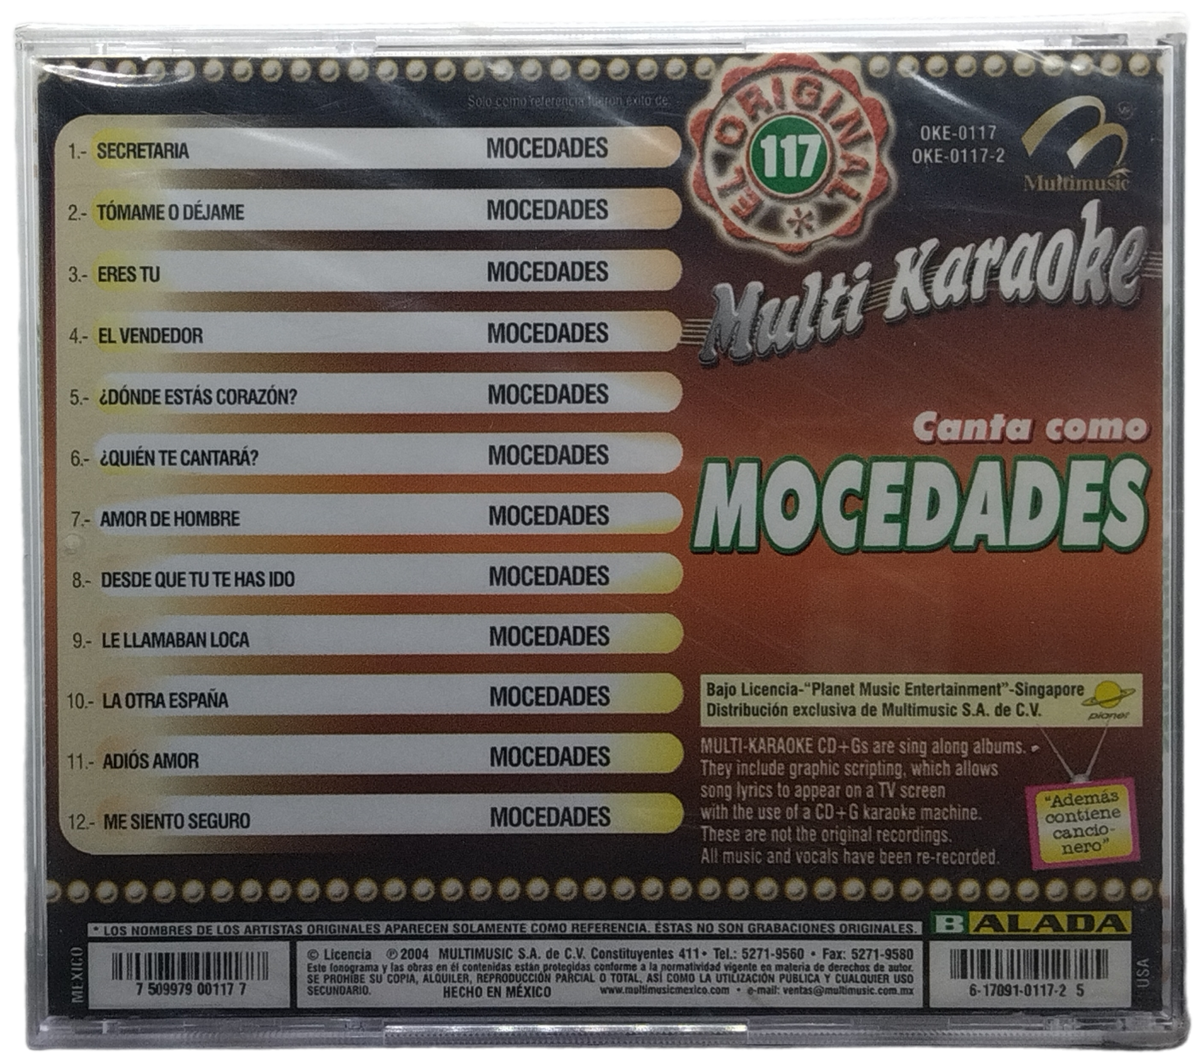 Solo como referencia fueron éxito de:
1.- SECRETARIA MOCEDADES
2.- TÓMAME O DÉJAME MOCEDADES
3.- ERES TU MOCEDADES
4.- EL VENDEDOR MOCEDADES
5.- ¿DÓNDE ESTÁS CORAZÓN? MOCEDADES
6.- ¿QUIÉN TE CANTARÁ? MOCEDADES
7.- AMOR DE HOMBRE MOCEDADES
8.- DESDE QUE TU TE HAS IDO MOCEDADES
9.- LE LLAMABAN LOCA MOCEDADES
10.- LA OTRA ESPAÑA MOCEDADES
11.- ADIÓS AMOR MOCEDADES
12.- ME SIENTO SEGURO MOCEDADES
EL ORIGINAL
117
OKE-0117
OKE-0117-2
Multimusic
Multi Karaoke
Canta como
MOCEDADES
Bajo Licencia-“Planet Music Entertainment”-Singapore
Distribución exclusiva de Multimusic S.A. de C.V.
planet
MULTI-KARAOKE CD+Gs are sing along albums.
They include graphic scripting, which allows
song lyrics to appear on a TV screen
with the use of a CD+G karaoke machine.
These are not the original recordings.
All music and vocals have been re-recorded.
“Además
contiene
cancio-
nero”
* LOS NOMBRES DE LOS ARTISTAS ORIGINALES APARECEN SOLAMENTE COMO REFERENCIA. ÉSTAS NO SON GRABACIONES ORIGINALES.
BALADA
MEXICO
7 509979 00117 7
© Licencia ℗ 2004 MULTIMUSIC S.A. de C.V. Constituyentes 411• Tel.: 5271-9560 • Fax: 5271-9580
Este fonograma y las obras en él contenidas están protegidas conforme a la normatividad vigente en materia de derechos de autor.
SE PROHIBE SU COPIA, ALQUILER, REPRODUCCIÓN PARCIAL O TOTAL, ASÍ COMO LA UTILIZACIÓN PÚBLICA Y CUALQUIER USO
SECUNDARIO. HECHO EN MÉXICO www.multimusicmexico.com • e-mail: ventas@multimusic.com.mx
6-17091-0117-2 5
USA